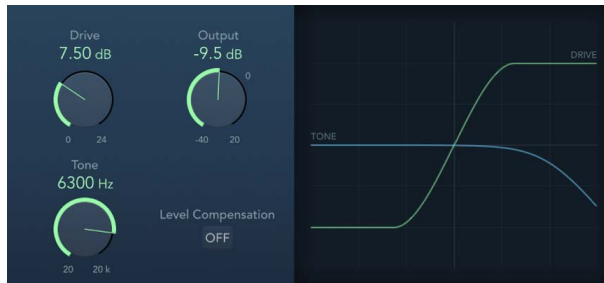 Drive
7.50 dB
0 24
Output
-9.5 dB
0
-40 20
Tone
6300 Hz
20 20 k
Level Compensation
OFF
DRIVE
TONE